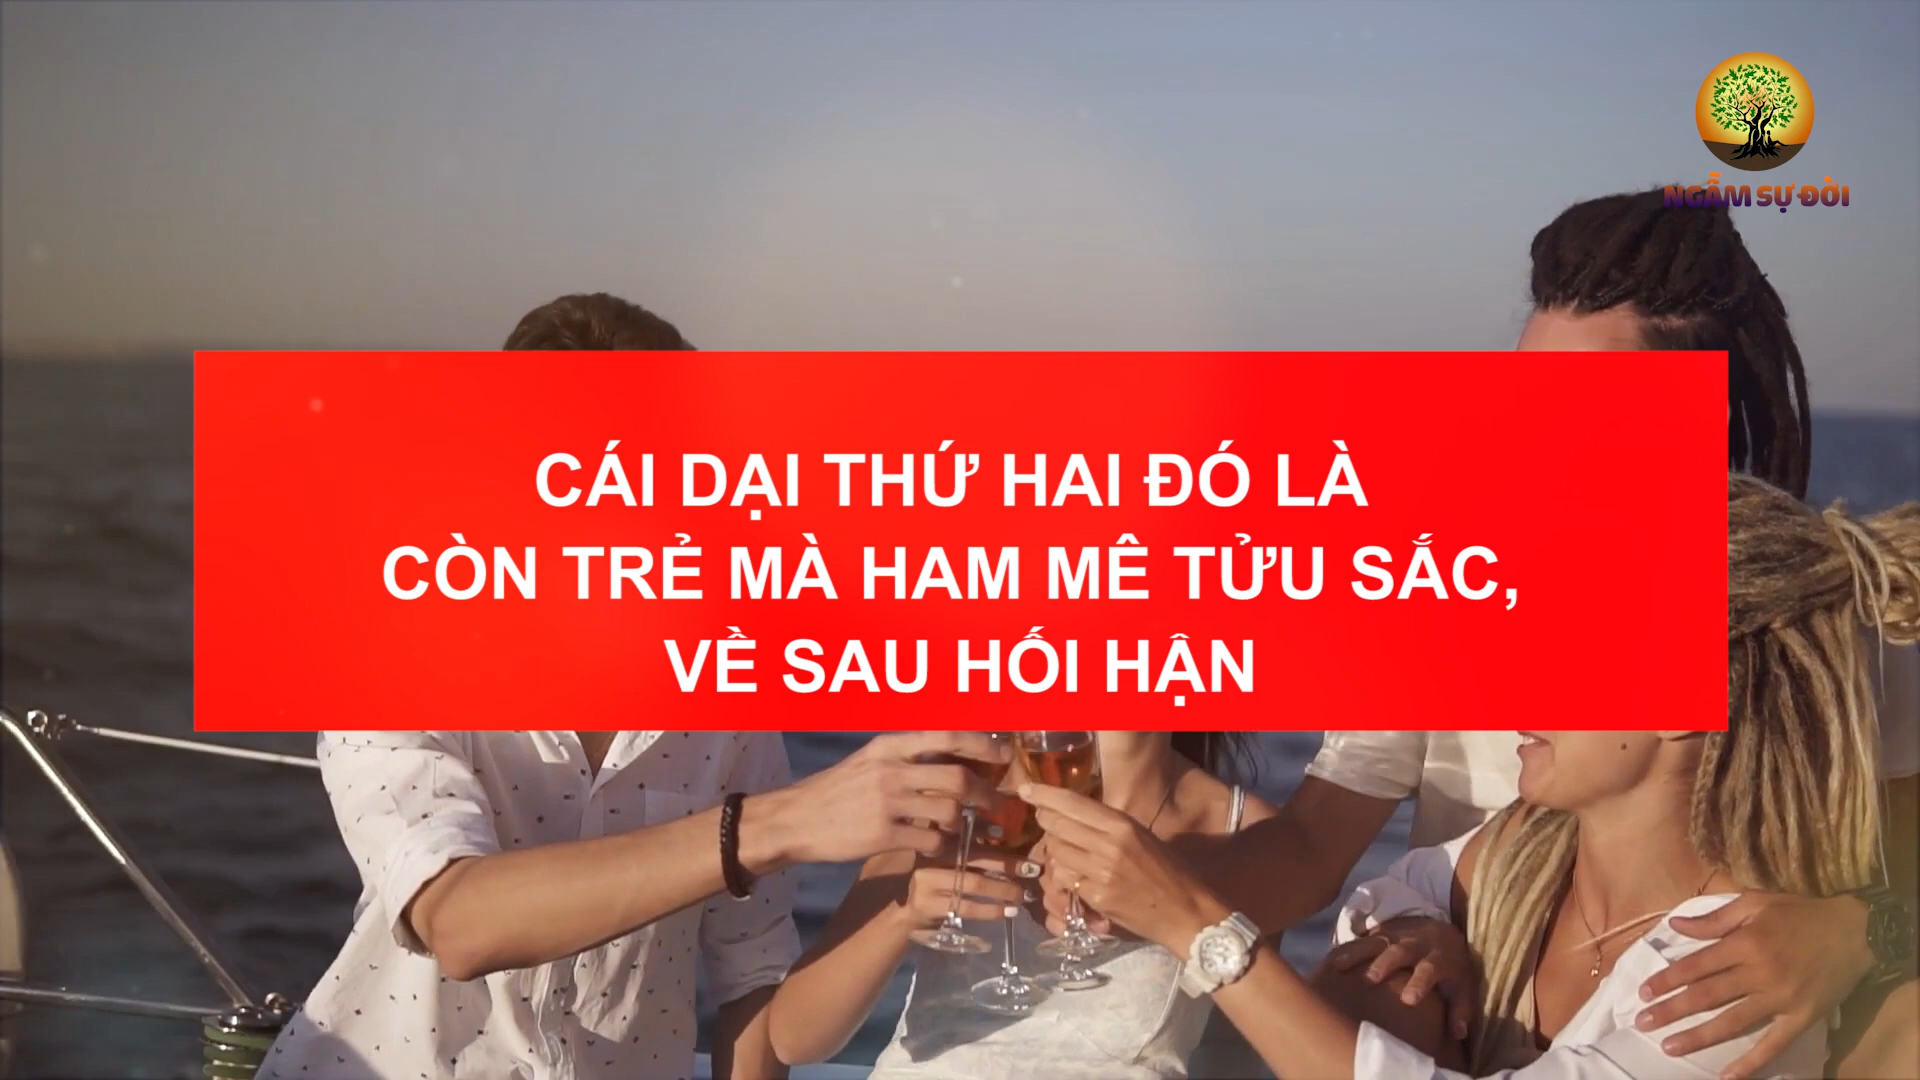 NGẪM SỰ ĐỜI
CÁI DẠI THỨ HAI ĐÓ LÀ
CÒN TRẺ MÀ HAM MÊ TỬU SẮC,
VỀ SAU HỐI HẬN